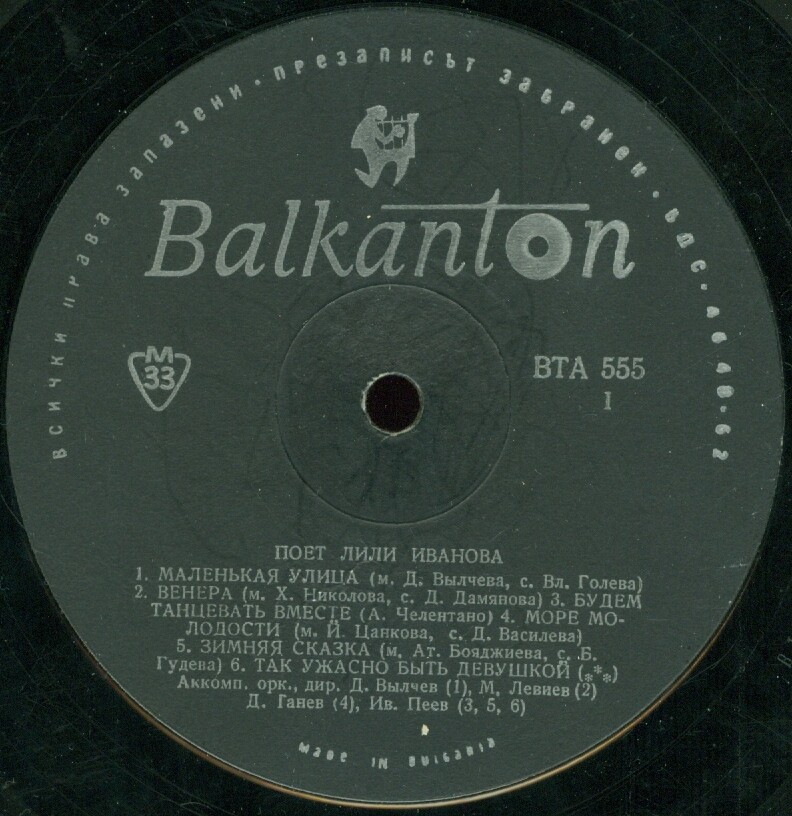 ВСИЧКИ ПРАВА ЗАПАЗЕНИ · ПРЕЗАПИСЪТ ЗАБРАНЕН · БДС. 4640·62
Balkanton
М
33
ВТА 555
I
ПОЕТ ЛИЛИ ИВАНОВА
1. МАЛЕНЬКАЯ УЛИЦА (м. Д. Вылчева, с. Вл. Голева)
2. ВЕНЕРА (м. Х. Николова, с. Д. Дамянова) 3. БУДЕМ
ТАНЦЕВАТЬ ВМЕСТЕ (А. Челентано) 4. МОРЕ МО-
ЛОДОСТИ (м. Й. Цанкова, с. Д. Василева)
5. ЗИМНЯЯ СКАЗКА (м. Ат. Бояджиева, с. Б.
Гудева) 6. ТАК УЖАСНО БЫТЬ ДЕВУШКОЙ (***)
Аккомп. орк., дир. Д. Вылчев (1), М. Левиев (2)
Д. Ганев (4), Ив. Пеев (3, 5, 6)
MADE IN BULGARIA